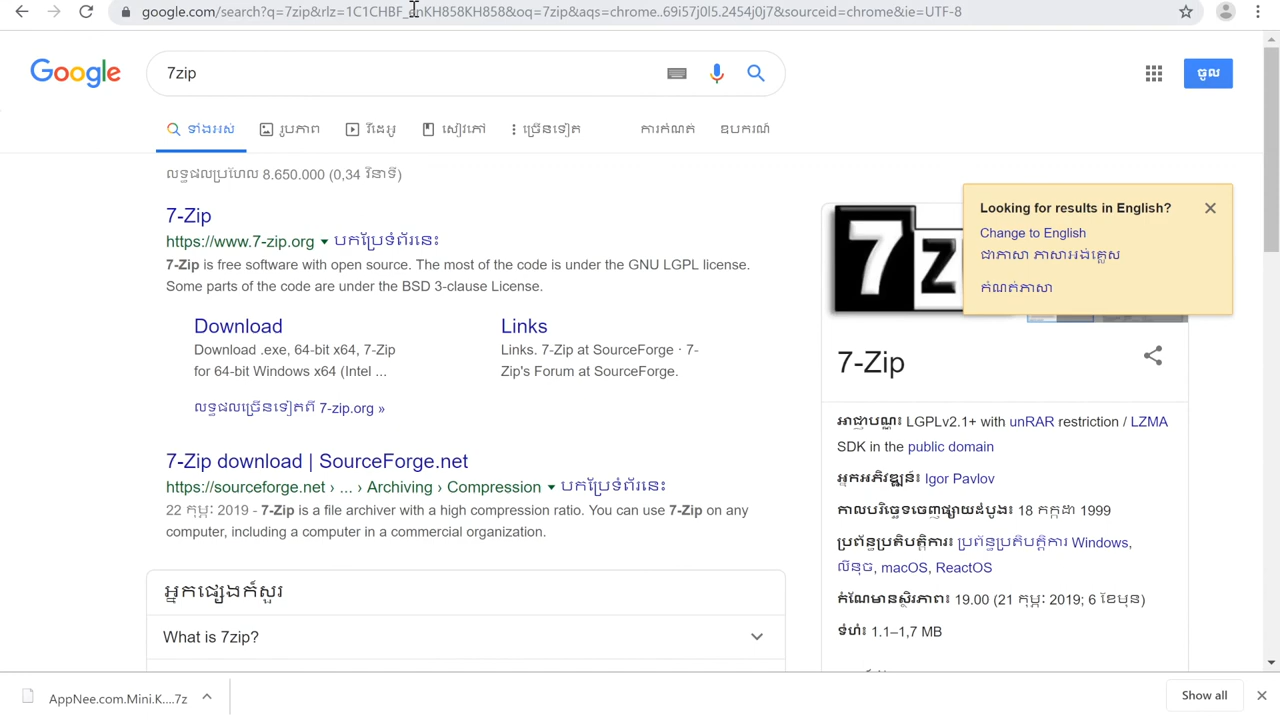 google.com/search?q=7zip&rlz=1C1CHBF_enKH858KH858&oq=7zip&aqs=chrome..69i57j0l5.2454j0j7&sourceid=chrome&ie=UTF-8
Google
7zip
ចូល
ទាំងអស់ រូបភាព វីដេអូ សៀវភៅ ច្រើនទៀត ការកំណត់ ឧបករណ៍
លទ្ធផលប្រហែល 8.650.000 (0,34 វិនាទី)
7-Zip
https://www.7-zip.org បកប្រែទំព័រនេះ
7-Zip is free software with open source. The most of the code is under the GNU LGPL license.
Some parts of the code are under the BSD 3-clause License.
Download
Download .exe, 64-bit x64, 7-Zip
for 64-bit Windows x64 (Intel ...
Links
Links. 7-Zip at SourceForge · 7-
Zip's Forum at SourceForge.
លទ្ធផលច្រើនទៀតពី 7-zip.org »
7-Zip download | SourceForge.net
https://sourceforge.net › ... › Archiving › Compression បកប្រែទំព័រនេះ
22 កុម្ភៈ 2019 - 7-Zip is a file archiver with a high compression ratio. You can use 7-Zip on any
computer, including a computer in a commercial organization.
អ្នកផ្សេងក៏សួរ
What is 7zip?
Looking for results in English?
Change to English
ជាភាសា ភាសាអង់គ្លេស
កំណត់ភាសា
7z
7-Zip
អាជ្ញាបណ្ណ៖ LGPLv2.1+ with unRAR restriction / LZMA
SDK in the public domain
អ្នកអភិវឌ្ឍន៍៖ Igor Pavlov
កាលបរិច្ឆេទចេញផ្សាយដំបូង៖ 18 កក្កដា 1999
ប្រព័ន្ធប្រតិបត្តិការ៖ ប្រព័ន្ធប្រតិបត្តិការ Windows,
លីនុច, macOS, ReactOS
កំណែមានស្ថិរភាព៖ 19.00 (21 កុម្ភៈ 2019; 6 ខែមុន)
ទំហំ៖ 1.1–1,7 MB
AppNee.com.Mini.K....7z
Show all